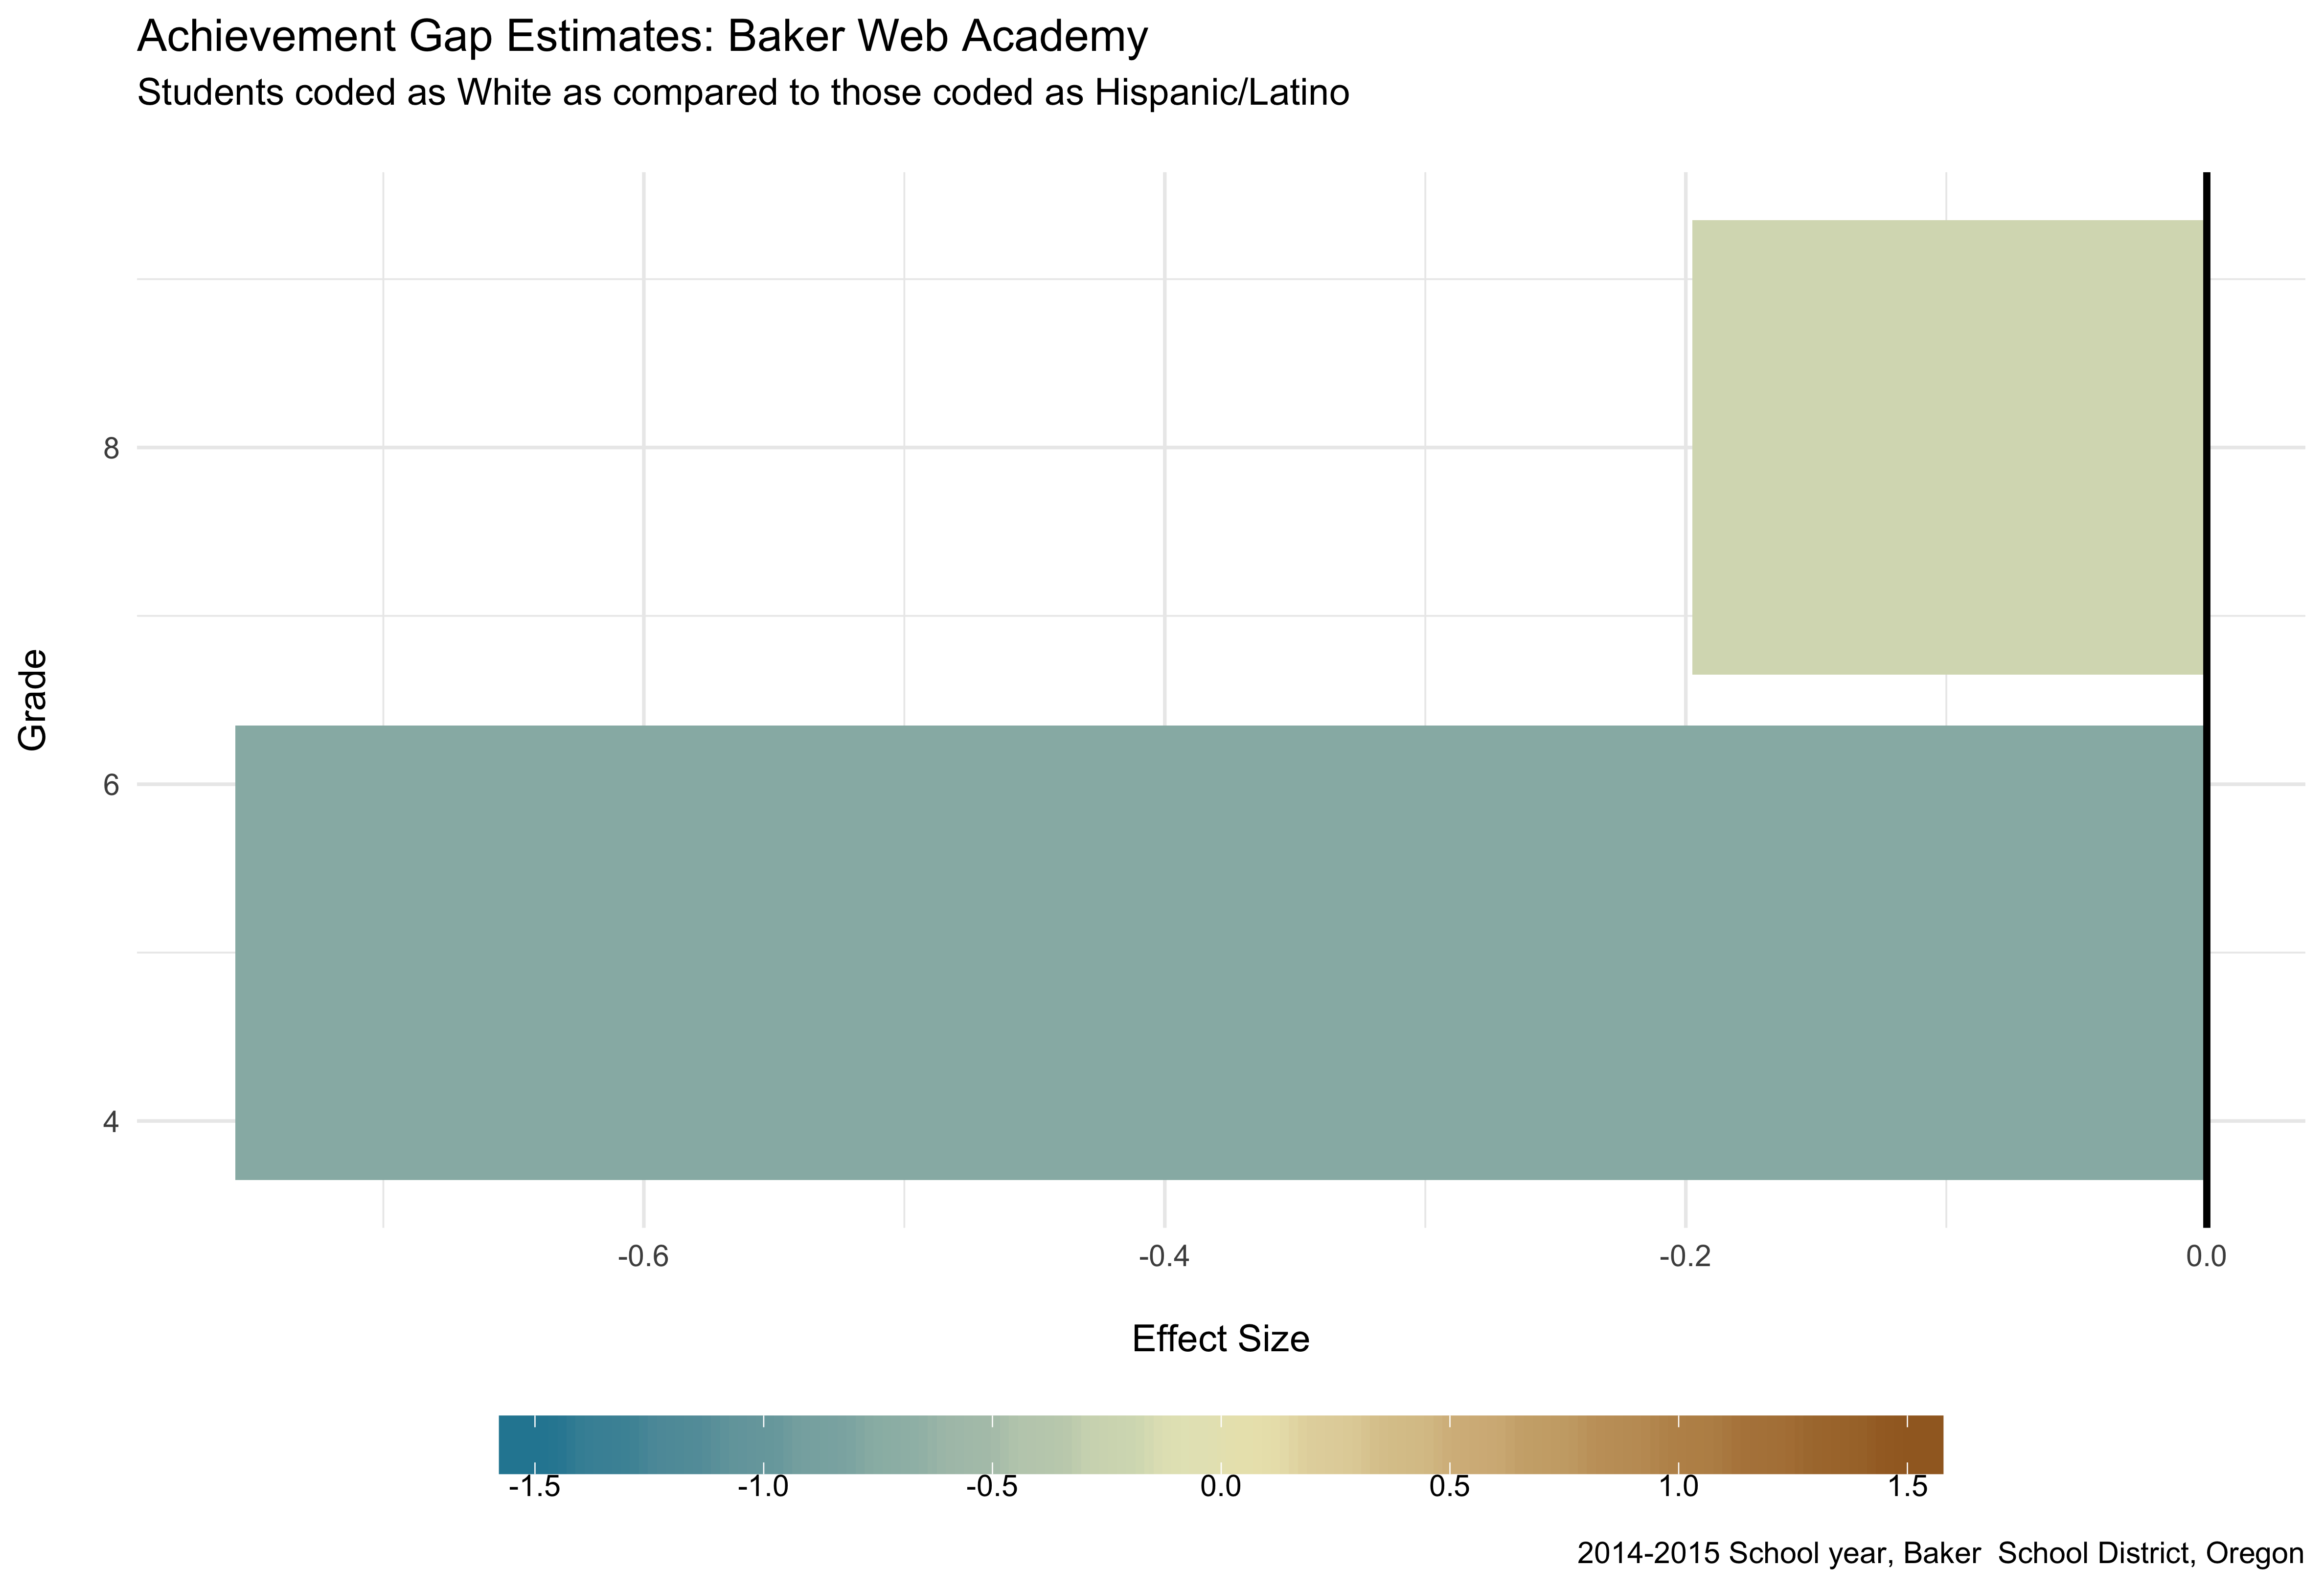 Achievement Gap Estimates: Baker Web Academy
Students coded as White as compared to those coded as Hispanic/Latino
Grade
8
6
4
-0.6
-0.4
-0.2
0.0
Effect Size
-1.5
-1.0
-0.5
0.0
0.5
1.0
1.5
2014-2015 School year, Baker  School District, Oregon